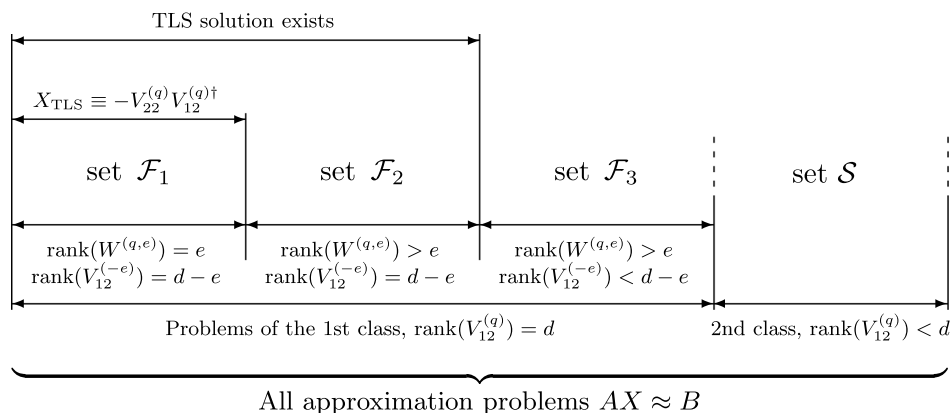 TLS solution exists
X_TLS ≡ −V_22^(q) V_12^(q)†
set F_1
set F_2
set F_3
set S
rank(W^(q,e)) = e
rank(V_12^(−e)) = d − e
rank(W^(q,e)) > e
rank(V_12^(−e)) = d − e
rank(W^(q,e)) > e
rank(V_12^(−e)) < d − e
Problems of the 1st class, rank(V_12^(q)) = d
2nd class, rank(V_12^(q)) < d
All approximation problems AX ≈ B